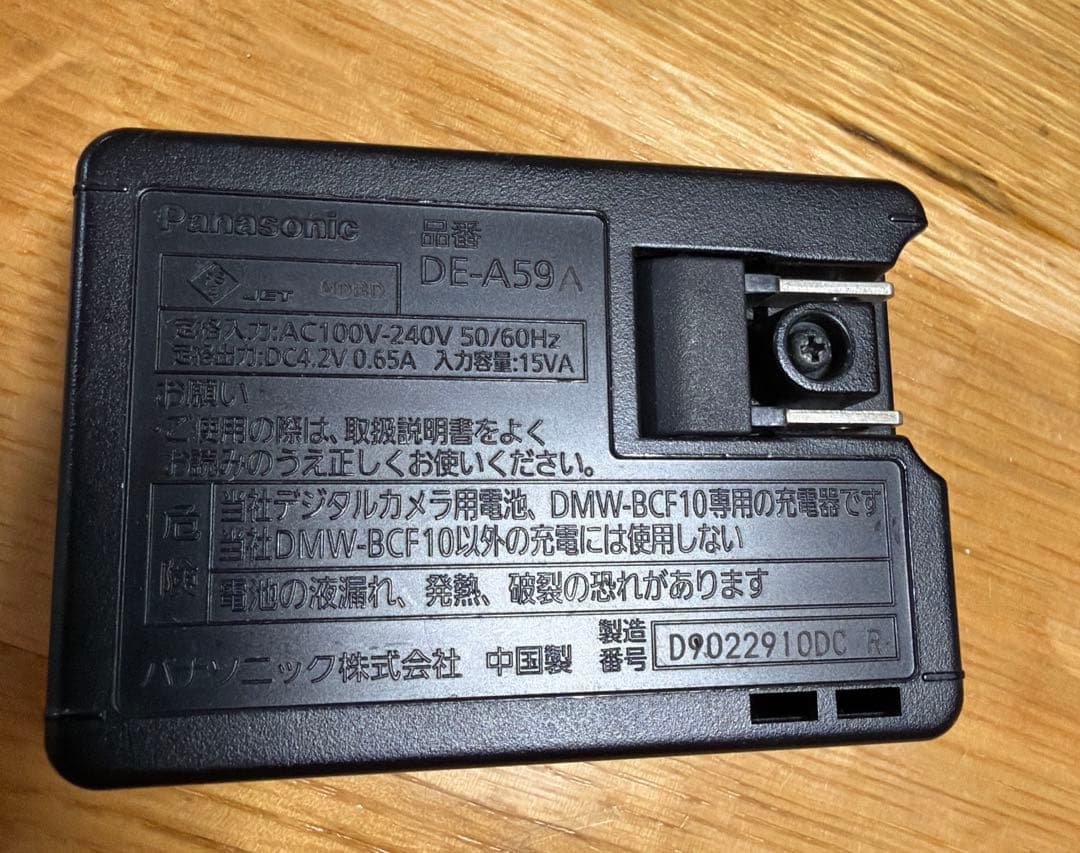 Panasonic
品番
DE-A59 A
JET
定格入力:AC100V-240V 50/60Hz
定格出力:DC4.2V 0.65A 入力容量:15VA
お願い
ご使用の際は、取扱説明書をよく
お読みのうえ正しくお使いください。
危険
当社デジタルカメラ用電池、DMW-BCF10専用の充電器です
当社DMW-BCF10以外の充電には使用しない
電池の液漏れ、発熱、破裂の恐れがあります
パナソニック株式会社 中国製
製造番号 D9022910DC R